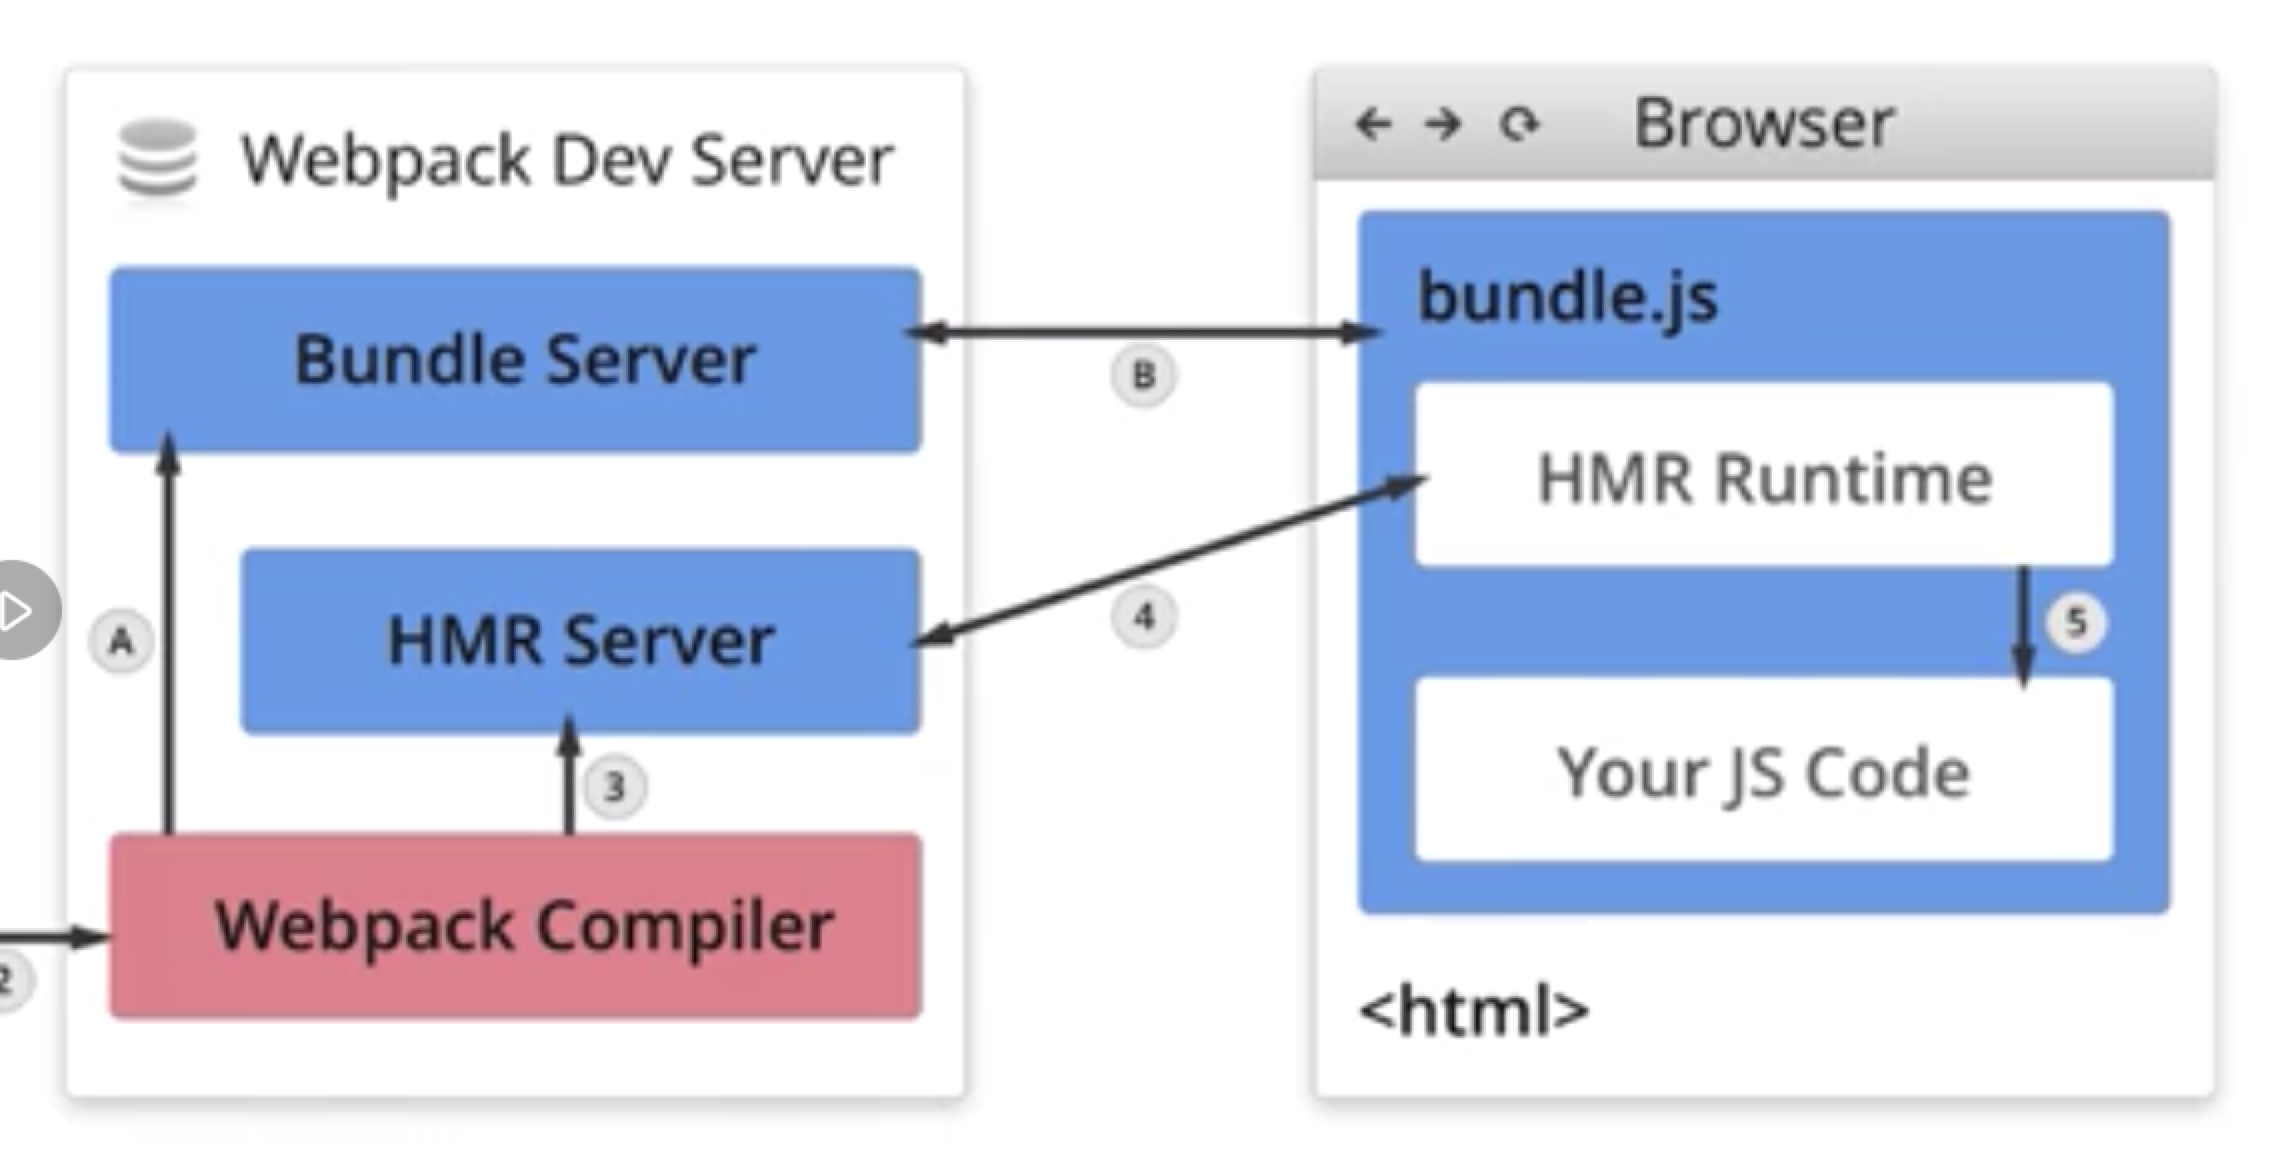 Webpack Dev Server
Bundle Server
A
HMR Server
3
Webpack Compiler
2
B
4
Browser
bundle.js
HMR Runtime
5
Your JS Code
<html>